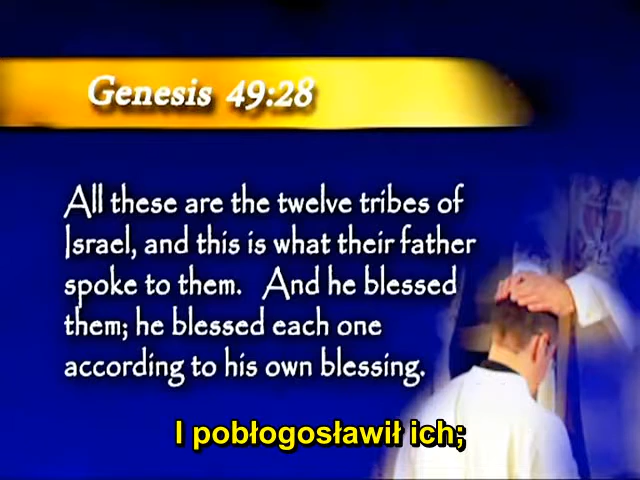 Genesis 49:28
All these are the twelve tribes of
Israel, and this is what their father
spoke to them. And he blessed
them; he blessed each one
according to his own blessing.
I pobłogosławił ich;